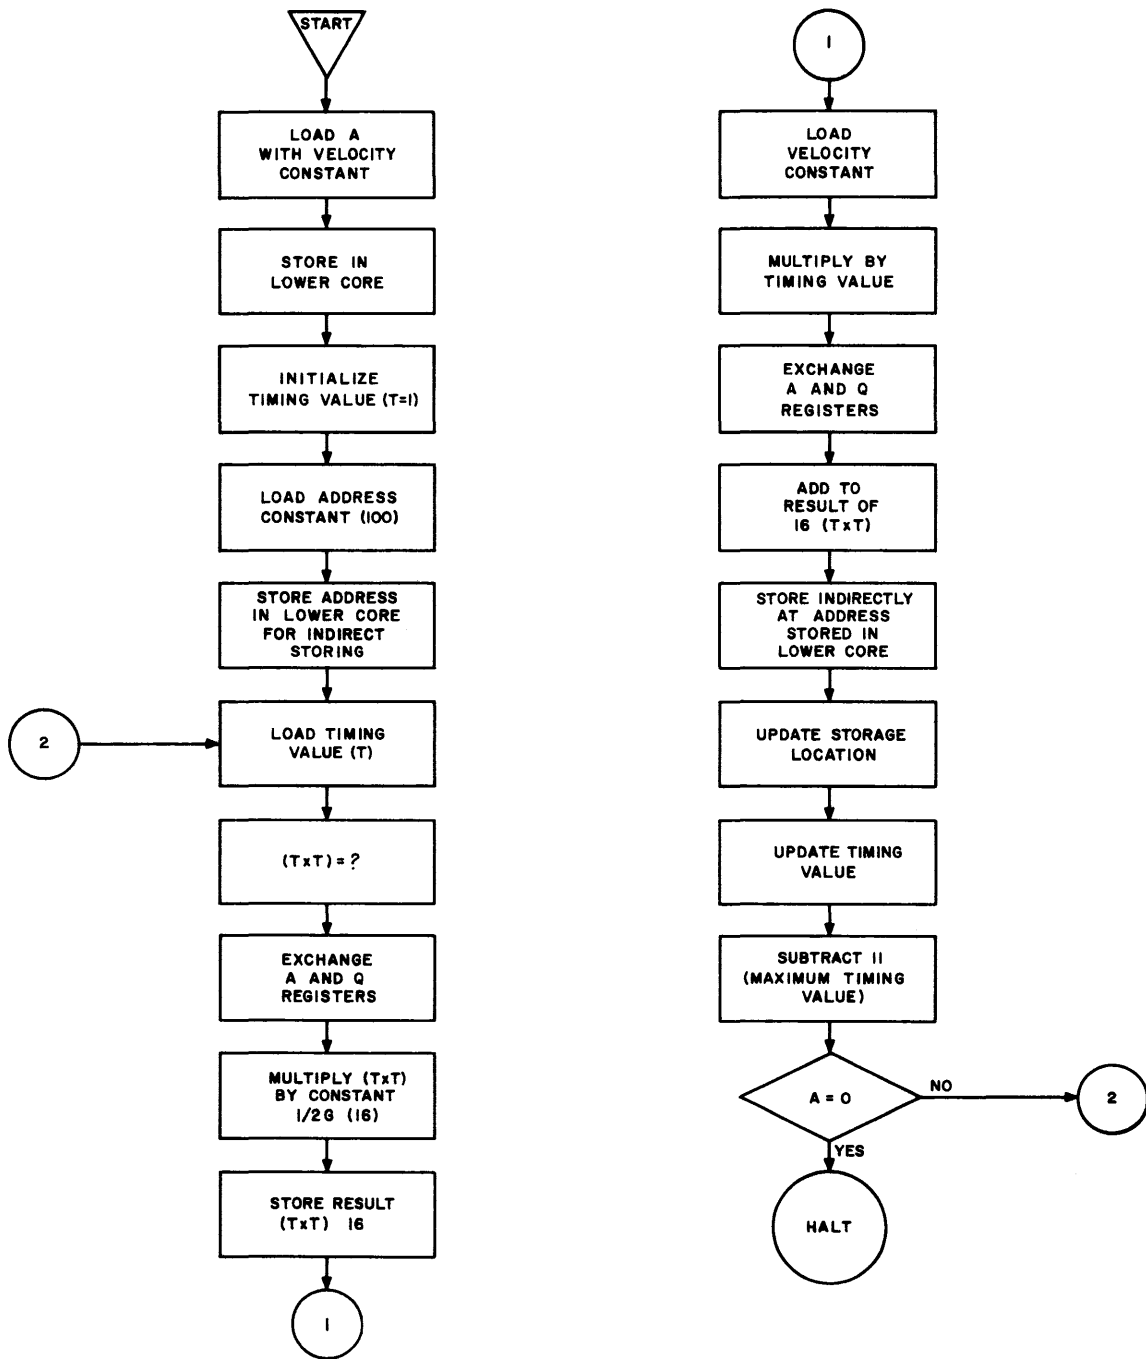 START
LOAD A
WITH VELOCITY
CONSTANT
STORE IN
LOWER CORE
INITIALIZE
TIMING VALUE (T=1)
LOAD ADDRESS
CONSTANT (100)
STORE ADDRESS
IN LOWER CORE
FOR INDIRECT
STORING
2
LOAD TIMING
VALUE (T)
(T×T) = ?
EXCHANGE
A AND Q
REGISTERS
MULTIPLY (T×T)
BY CONSTANT
1/2G (16)
STORE RESULT
(T×T) 16
1
1
LOAD
VELOCITY
CONSTANT
MULTIPLY BY
TIMING VALUE
EXCHANGE
A AND Q
REGISTERS
ADD TO
RESULT OF
16 (T×T)
STORE INDIRECTLY
AT ADDRESS
STORED IN
LOWER CORE
UPDATE STORAGE
LOCATION
UPDATE TIMING
VALUE
SUBTRACT 11
(MAXIMUM TIMING
VALUE)
A = 0
NO
2
YES
HALT